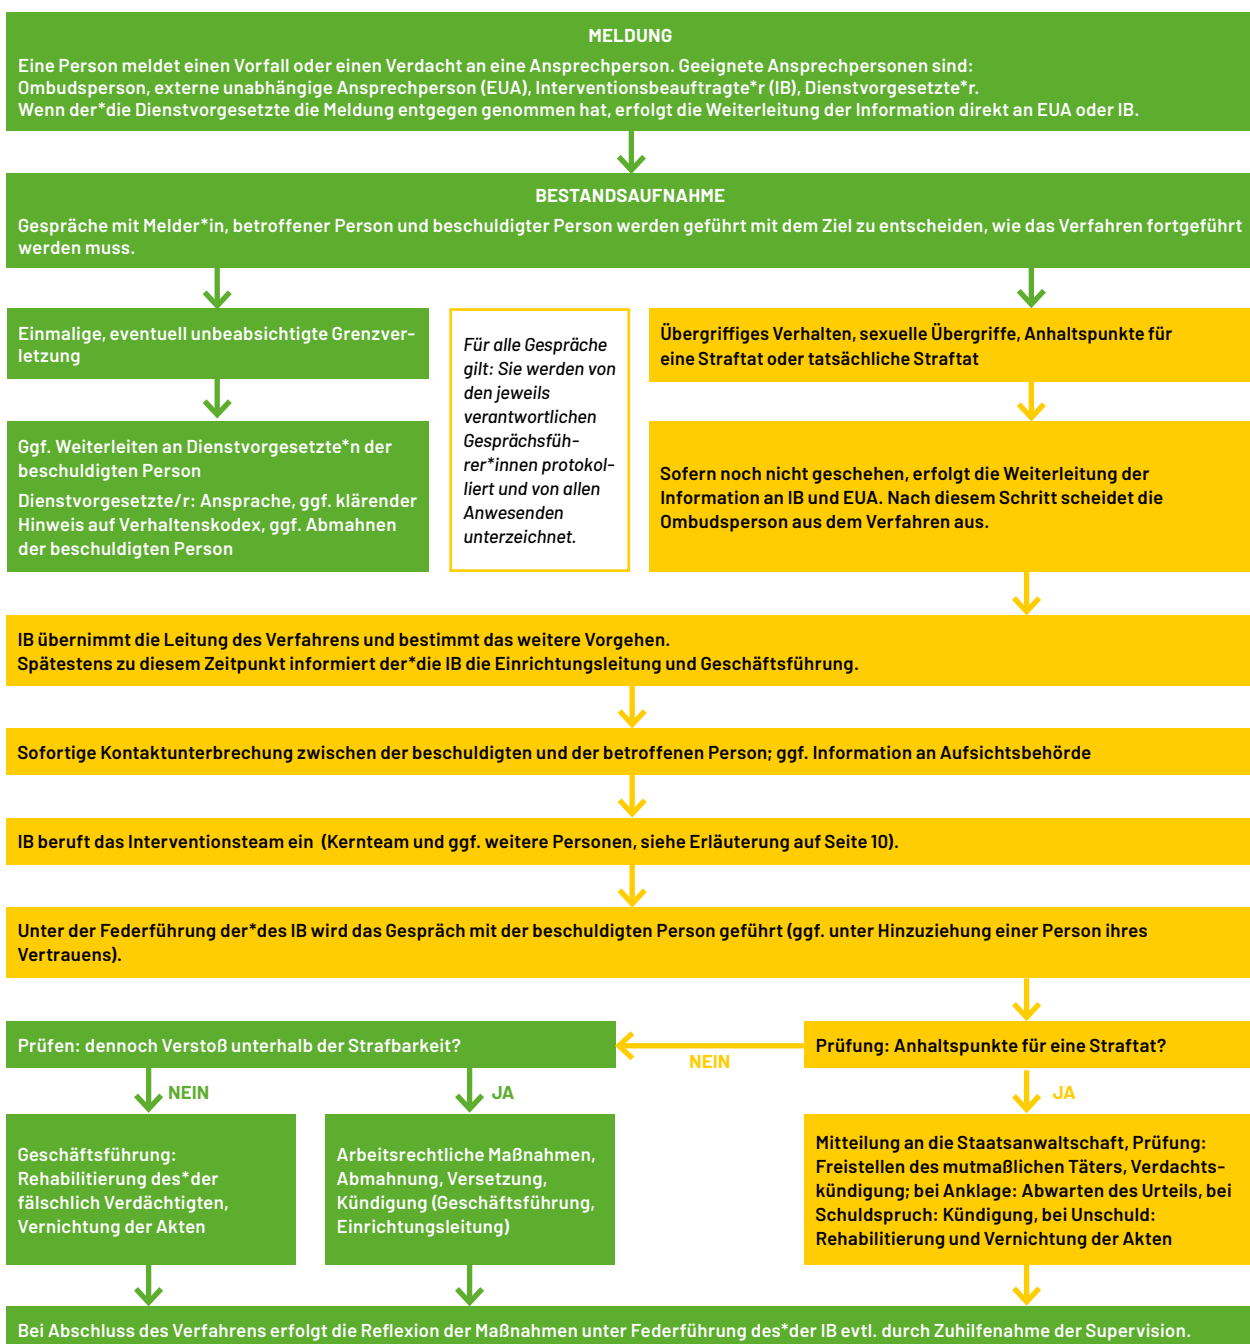 MELDUNG
Eine Person meldet einen Vorfall oder einen Verdacht an eine Ansprechperson. Geeignete Ansprechpersonen sind:
Ombudsperson, externe unabhängige Ansprechperson (EUA), Interventionsbeauftragte*r (IB), Dienstvorgesetzte*r.
Wenn der*die Dienstvorgesetzte die Meldung entgegen genommen hat, erfolgt die Weiterleitung der Information direkt an EUA oder IB.
BESTANDSAUFNAHME
Gespräche mit Melder*in, betroffener Person und beschuldigter Person werden geführt mit dem Ziel zu entscheiden, wie das Verfahren fortgeführt
werden muss.
Einmalige, eventuell unbeabsichtigte Grenzver-
letzung
Ggf. Weiterleiten an Dienstvorgesetzte*n der
beschuldigten Person
Dienstvorgesetzte/r: Ansprache, ggf. klärender
Hinweis auf Verhaltenskodex, ggf. Abmahnen
der beschuldigten Person
Für alle Gespräche
gilt: Sie werden von
den jeweils
verantwortlichen
Gesprächsfüh-
rer*innen protokol-
liert und von allen
Anwesenden
unterzeichnet.
Übergriffiges Verhalten, sexuelle Übergriffe, Anhaltspunkte für
eine Straftat oder tatsächliche Straftat
Sofern noch nicht geschehen, erfolgt die Weiterleitung der
Information an IB und EUA. Nach diesem Schritt scheidet die
Ombudsperson aus dem Verfahren aus.
IB übernimmt die Leitung des Verfahrens und bestimmt das weitere Vorgehen.
Spätestens zu diesem Zeitpunkt informiert der*die IB die Einrichtungsleitung und Geschäftsführung.
Sofortige Kontaktunterbrechung zwischen der beschuldigten und der betroffenen Person; ggf. Information an Aufsichtsbehörde
IB beruft das Interventionsteam ein (Kernteam und ggf. weitere Personen, siehe Erläuterung auf Seite 10).
Unter der Federführung der*des IB wird das Gespräch mit der beschuldigten Person geführt (ggf. unter Hinzuziehung einer Person ihres
Vertrauens).
Prüfen: dennoch Verstoß unterhalb der Strafbarkeit?
NEIN
Prüfung: Anhaltspunkte für eine Straftat?
NEIN
JA
JA
Geschäftsführung:
Rehabilitierung des*der
fälschlich Verdächtigten,
Vernichtung der Akten
Arbeitsrechtliche Maßnahmen,
Abmahnung, Versetzung,
Kündigung (Geschäftsführung,
Einrichtungsleitung)
Mitteilung an die Staatsanwaltschaft, Prüfung:
Freistellen des mutmaßlichen Täters, Verdachts-
kündigung; bei Anklage: Abwarten des Urteils, bei
Schuldspruch: Kündigung, bei Unschuld:
Rehabilitierung und Vernichtung der Akten
Bei Abschluss des Verfahrens erfolgt die Reflexion der Maßnahmen unter Federführung des*der IB evtl. durch Zuhilfenahme der Supervision.